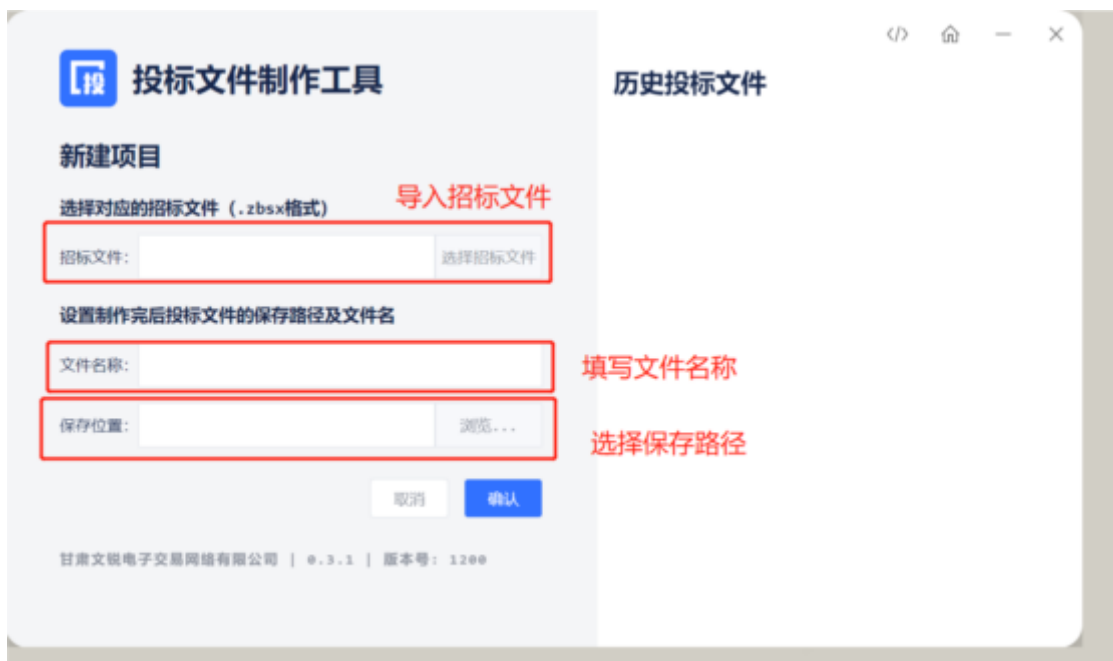 </>
投
投标文件制作工具
历史投标文件
新建项目
导入招标文件
选择对应的招标文件（.zbsx格式）
招标文件：
选择招标文件
设置制作完后投标文件的保存路径及文件名
文件名称：
填写文件名称
保存位置：
浏览...
选择保存路径
取消
确认
甘肃文锐电子交易网络有限公司 | 0.3.1 | 版本号：1200